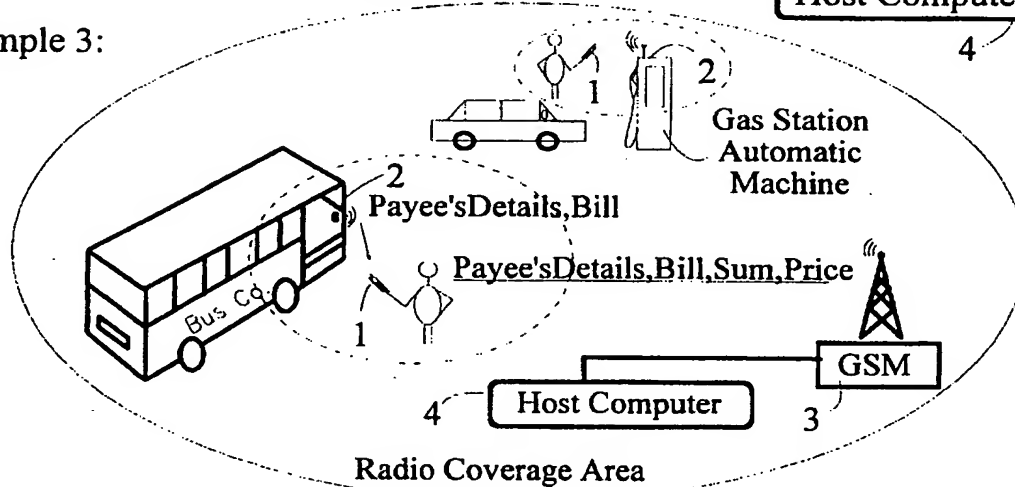 Host Compute
4
mple 3:
1
2
Gas Station
Automatic
Machine
2
Payee'sDetails,Bill
Payee'sDetails,Bill,Sum,Price
Bus Co.
1
GSM
4
Host Computer
3
Radio Coverage Area